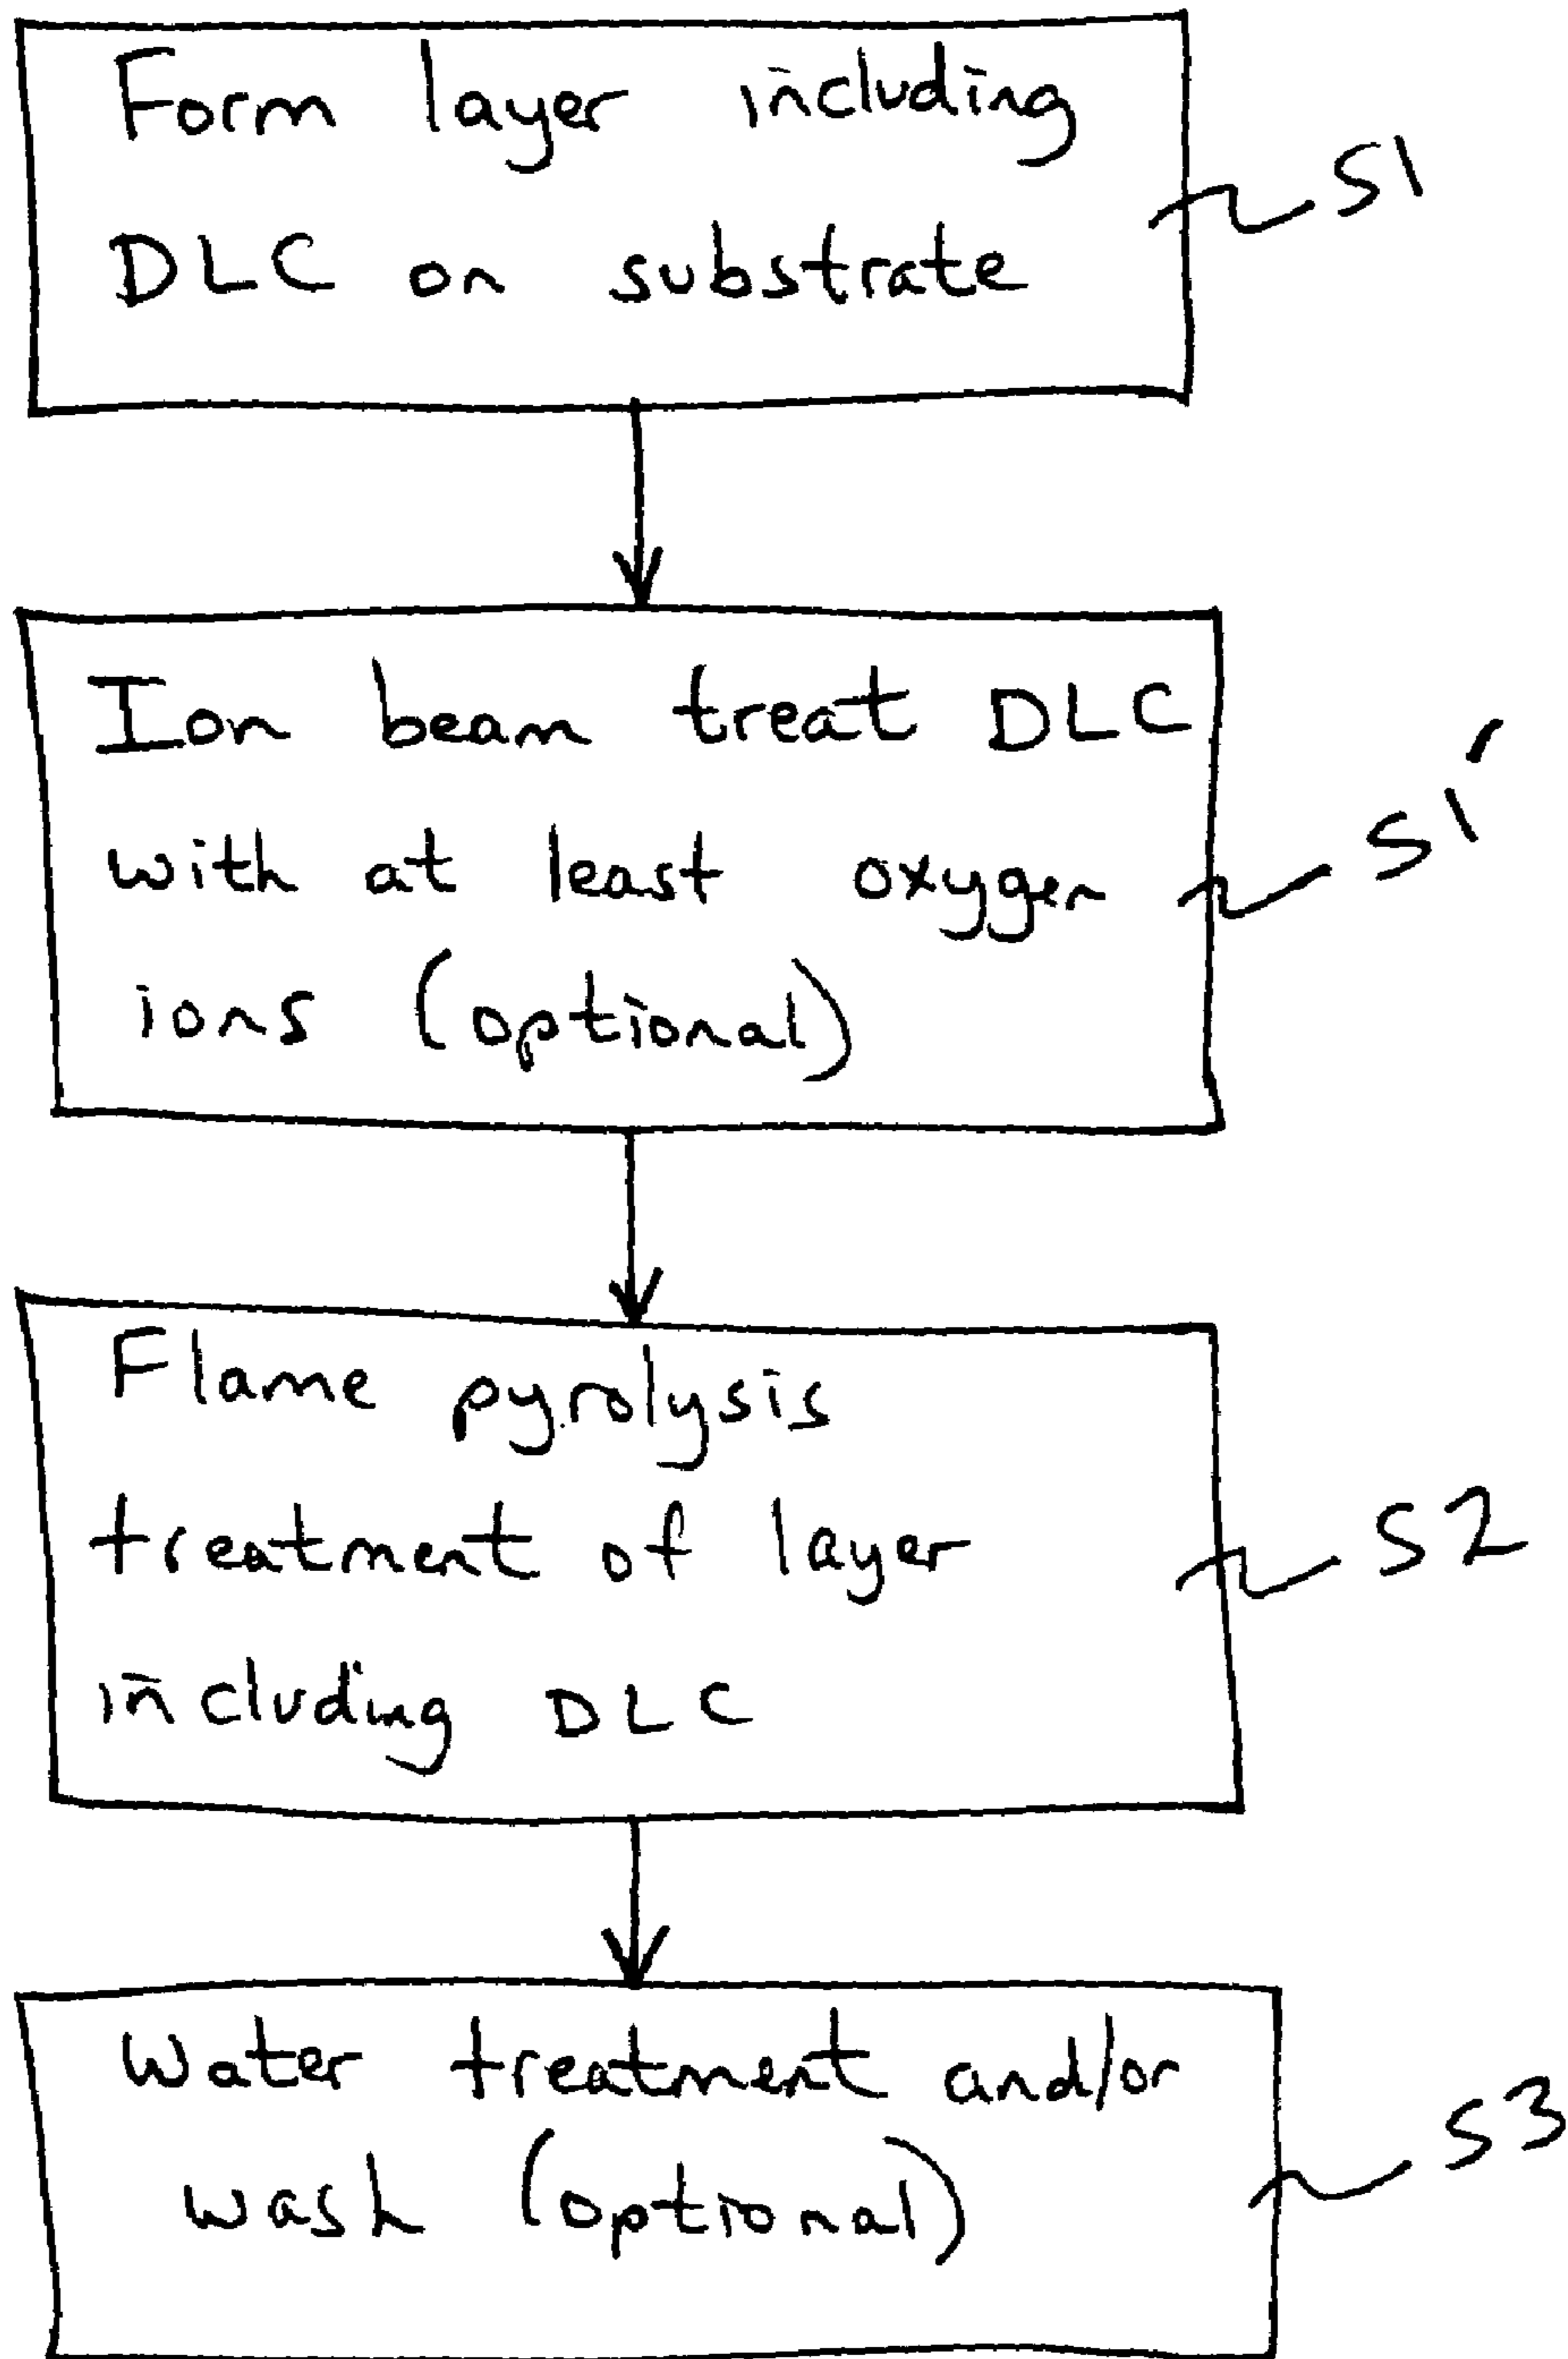 Form layer including
DLC on substrate
S1
Ion beam treat DLC
with at least oxygen
ions (optional)
S1'
Flame pyrolysis
treatment of layer
including DLC
S2
Water treatment and/or
wash (optional)
S3